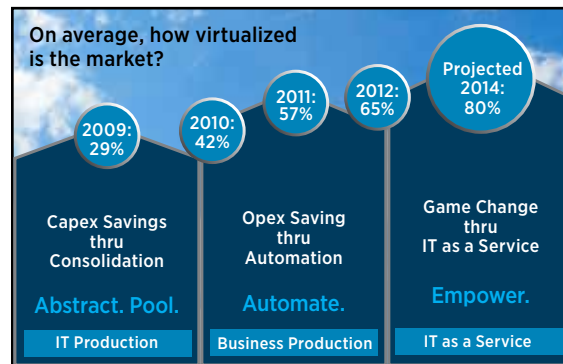 On average, how virtualized
is the market?
2009:
29%
2010:
42%
2011:
57%
2012:
65%
Projected
2014:
80%
Capex Savings
thru
Consolidation
Abstract. Pool.
IT Production
Opex Saving
thru
Automation
Automate.
Business Production
Game Change
thru
IT as a Service
Empower.
IT as a Service